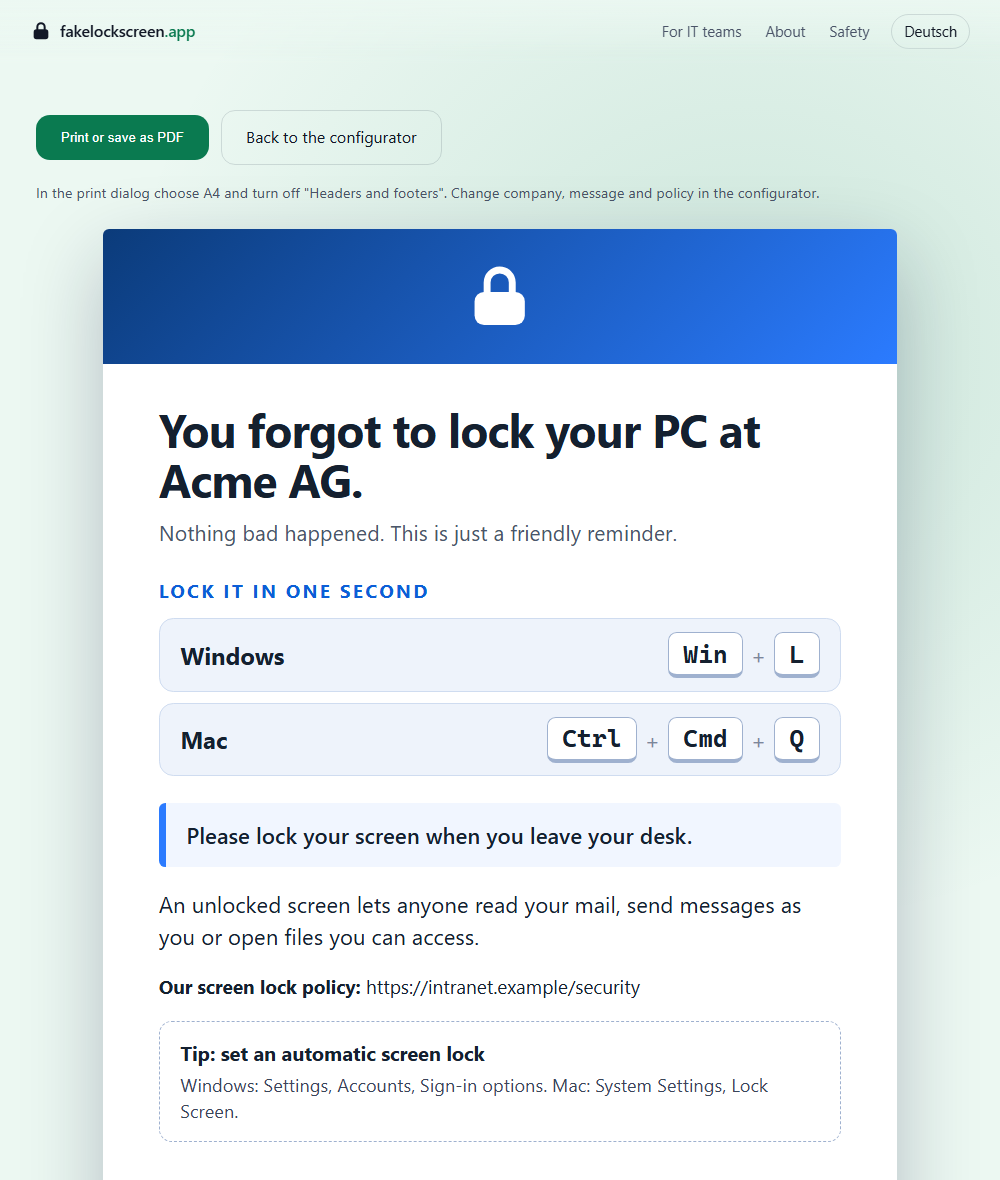 fakelockscreen.app
For IT teams
About
Safety
Deutsch
Print or save as PDF
Back to the configurator
In the print dialog choose A4 and turn off "Headers and footers". Change company, message and policy in the configurator.
You forgot to lock your PC at
Acme AG.
Nothing bad happened. This is just a friendly reminder.
LOCK IT IN ONE SECOND
Windows
Win + L
Mac
Ctrl + Cmd + Q
Please lock your screen when you leave your desk.
An unlocked screen lets anyone read your mail, send messages as
you or open files you can access.
Our screen lock policy: https://intranet.example/security
Tip: set an automatic screen lock
Windows: Settings, Accounts, Sign-in options. Mac: System Settings, Lock
Screen.